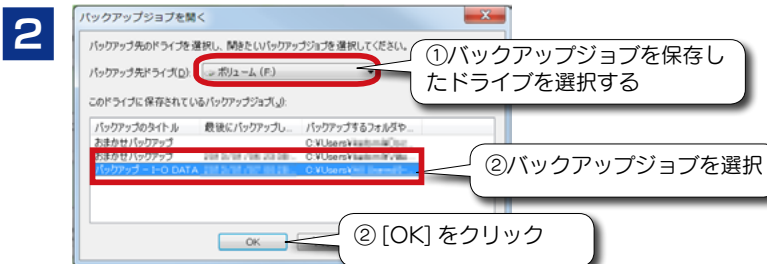 2
バックアップジョブを開く
バックアップ先のドライブを選択し、開きたいバックアップジョブを選択してください。
バックアップ先ドライブ(D): ボリューム (F:)
①バックアップジョブを保存し
たドライブを選択する
このドライブに保存されているバックアップジョブ(J):
バックアップのタイトル 最後にバックアップし... バックアップするフォルダや...
おまかせバックアップ C:¥Users¥
おまかせバックアップ C:¥Users¥
バックアップ - I-O DATA C:¥Users¥
②バックアップジョブを選択
OK
②[OK]をクリック